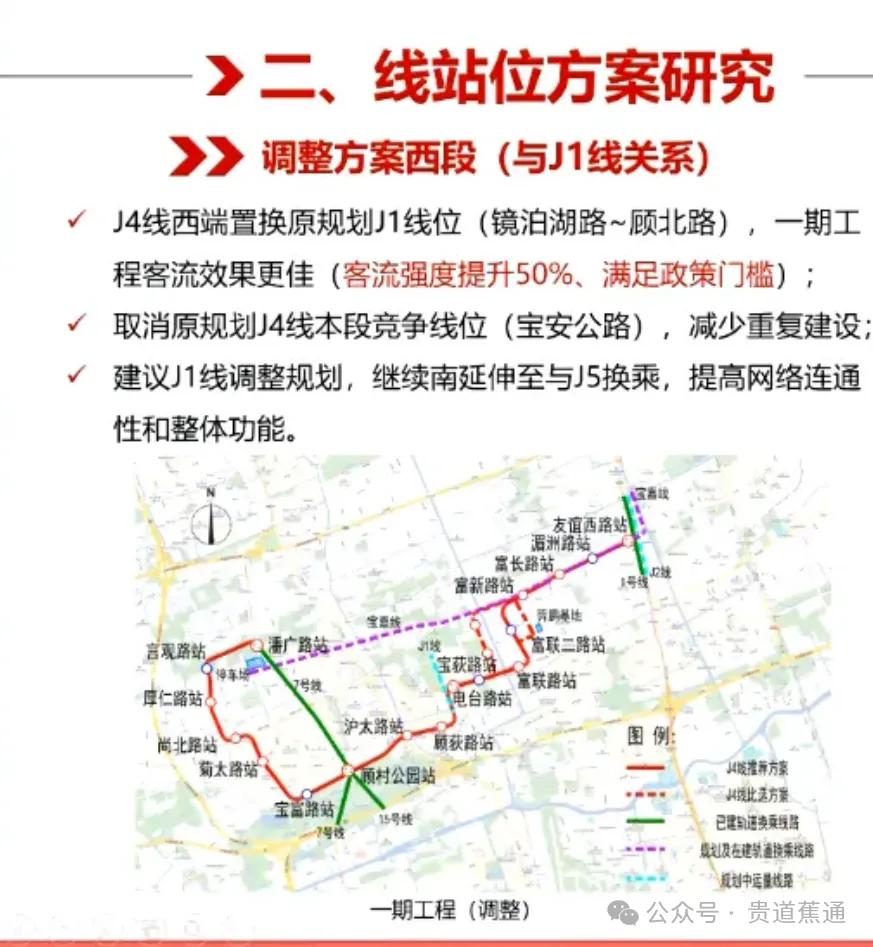 二、线站位方案研究
调整方案西段（与J1线关系）
J4线西端置换原规划J1线位（镜泊湖路~顾北路），一期工
程客流效果更佳（客流强度提升50%、满足政策门槛）；
取消原规划J4线本段竞争线位（宝安公路），减少重复建设；
建议J1线调整规划，继续南延伸至与J5换乘，提高网络连通
性和整体功能。
N
宝嘉线
友谊西路站
湄洲路站
富长路站
J2线
1号线
富新路站
宝嘉线
富联二路站
言观路站
潘广路站
J1线
停车场
宝荻路站
7号线
富联路站
厚仁路站
电台路站
沪太路站
尚北路站
顾荻路站
图 例:
菊太路站
顾村公园站
J4线推荐方案
J4线比选方案
宝富路站
15号线
已建轨道换乘线路
7号线
规划及在建轨道换乘线路
规划中运量线路
一期工程（调整）
公众号 · 贵道蕉通